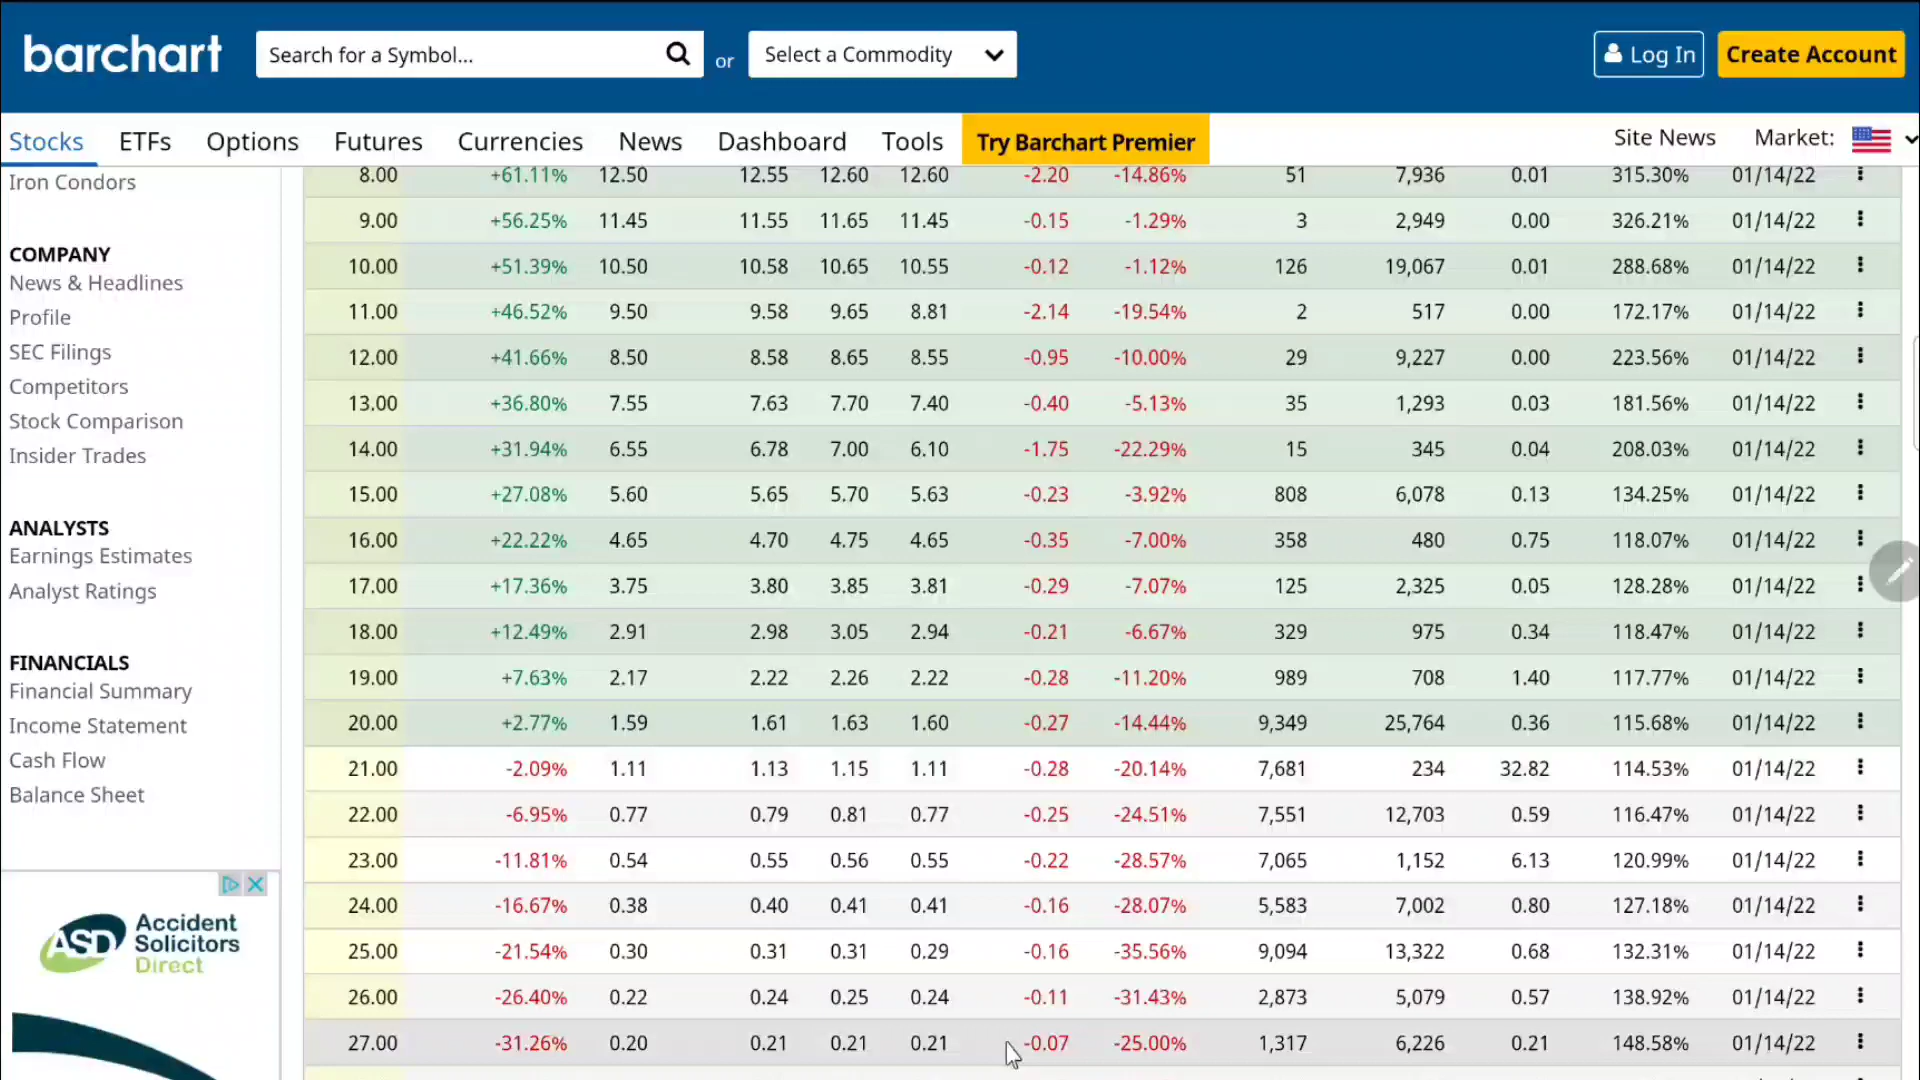 barchart Search for a Symbol... or Select a Commodity Log In Create Account
Stocks ETFs Options Futures Currencies News Dashboard Tools Try Barchart Premier Site News Market:
Iron Condors
COMPANY
News & Headlines
Profile
SEC Filings
Competitors
Stock Comparison
Insider Trades
ANALYSTS
Earnings Estimates
Analyst Ratings
FINANCIALS
Financial Summary
Income Statement
Cash Flow
Balance Sheet
ASD Accident
Solicitors
Direct
8.00 +61.11% 12.50 12.55 12.60 12.60 -2.20 -14.86% 51 7,936 0.01 315.30% 01/14/22
9.00 +56.25% 11.45 11.55 11.65 11.45 -0.15 -1.29% 3 2,949 0.00 326.21% 01/14/22
10.00 +51.39% 10.50 10.58 10.65 10.55 -0.12 -1.12% 126 19,067 0.01 288.68% 01/14/22
11.00 +46.52% 9.50 9.58 9.65 8.81 -2.14 -19.54% 2 517 0.00 172.17% 01/14/22
12.00 +41.66% 8.50 8.58 8.65 8.55 -0.95 -10.00% 29 9,227 0.00 223.56% 01/14/22
13.00 +36.80% 7.55 7.63 7.70 7.40 -0.40 -5.13% 35 1,293 0.03 181.56% 01/14/22
14.00 +31.94% 6.55 6.78 7.00 6.10 -1.75 -22.29% 15 345 0.04 208.03% 01/14/22
15.00 +27.08% 5.60 5.65 5.70 5.63 -0.23 -3.92% 808 6,078 0.13 134.25% 01/14/22
16.00 +22.22% 4.65 4.70 4.75 4.65 -0.35 -7.00% 358 480 0.75 118.07% 01/14/22
17.00 +17.36% 3.75 3.80 3.85 3.81 -0.29 -7.07% 125 2,325 0.05 128.28% 01/14/22
18.00 +12.49% 2.91 2.98 3.05 2.94 -0.21 -6.67% 329 975 0.34 118.47% 01/14/22
19.00 +7.63% 2.17 2.22 2.26 2.22 -0.28 -11.20% 989 708 1.40 117.77% 01/14/22
20.00 +2.77% 1.59 1.61 1.63 1.60 -0.27 -14.44% 9,349 25,764 0.36 115.68% 01/14/22
21.00 -2.09% 1.11 1.13 1.15 1.11 -0.28 -20.14% 7,681 234 32.82 114.53% 01/14/22
22.00 -6.95% 0.77 0.79 0.81 0.77 -0.25 -24.51% 7,551 12,703 0.59 116.47% 01/14/22
23.00 -11.81% 0.54 0.55 0.56 0.55 -0.22 -28.57% 7,065 1,152 6.13 120.99% 01/14/22
24.00 -16.67% 0.38 0.40 0.41 0.41 -0.16 -28.07% 5,583 7,002 0.80 127.18% 01/14/22
25.00 -21.54% 0.30 0.31 0.31 0.29 -0.16 -35.56% 9,094 13,322 0.68 132.31% 01/14/22
26.00 -26.40% 0.22 0.24 0.25 0.24 -0.11 -31.43% 2,873 5,079 0.57 138.92% 01/14/22
27.00 -31.26% 0.20 0.21 0.21 0.21 -0.07 -25.00% 1,317 6,226 0.21 148.58% 01/14/22